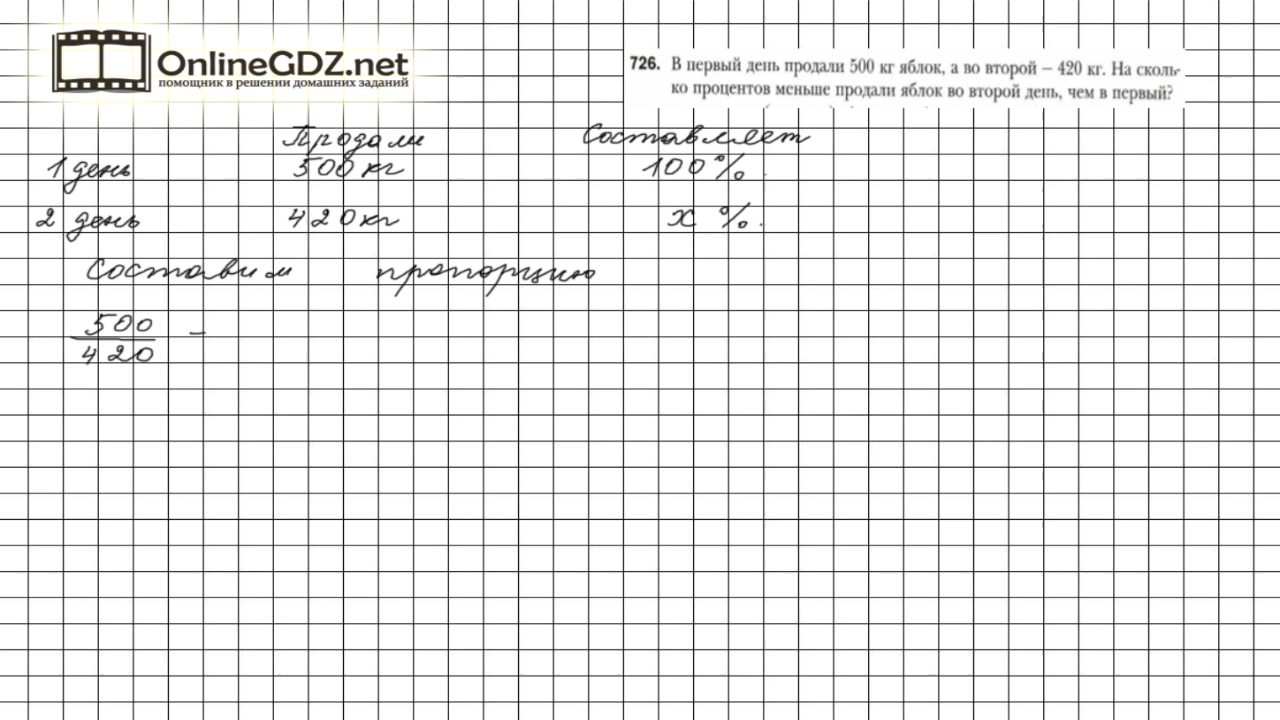 OnlineGDZ.net
помощник в решении домашних заданий
726. В первый день продали 500 кг яблок, а во второй – 420 кг. На сколь-
ко процентов меньше продали яблок во второй день, чем в первый?
Продали Составляет
1 день 500 кг 100 %
2 день 420 кг x %.
Составим пропорцию
500
420